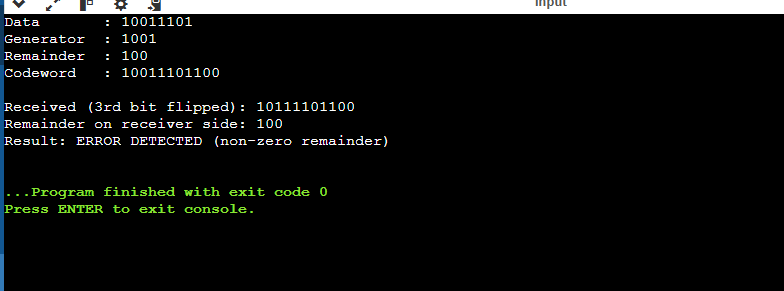 input
Data : 10011101
Generator : 1001
Remainder : 100
Codeword : 10011101100
Received (3rd bit flipped): 10111101100
Remainder on receiver side: 100
Result: ERROR DETECTED (non-zero remainder)
...Program finished with exit code 0
Press ENTER to exit console.